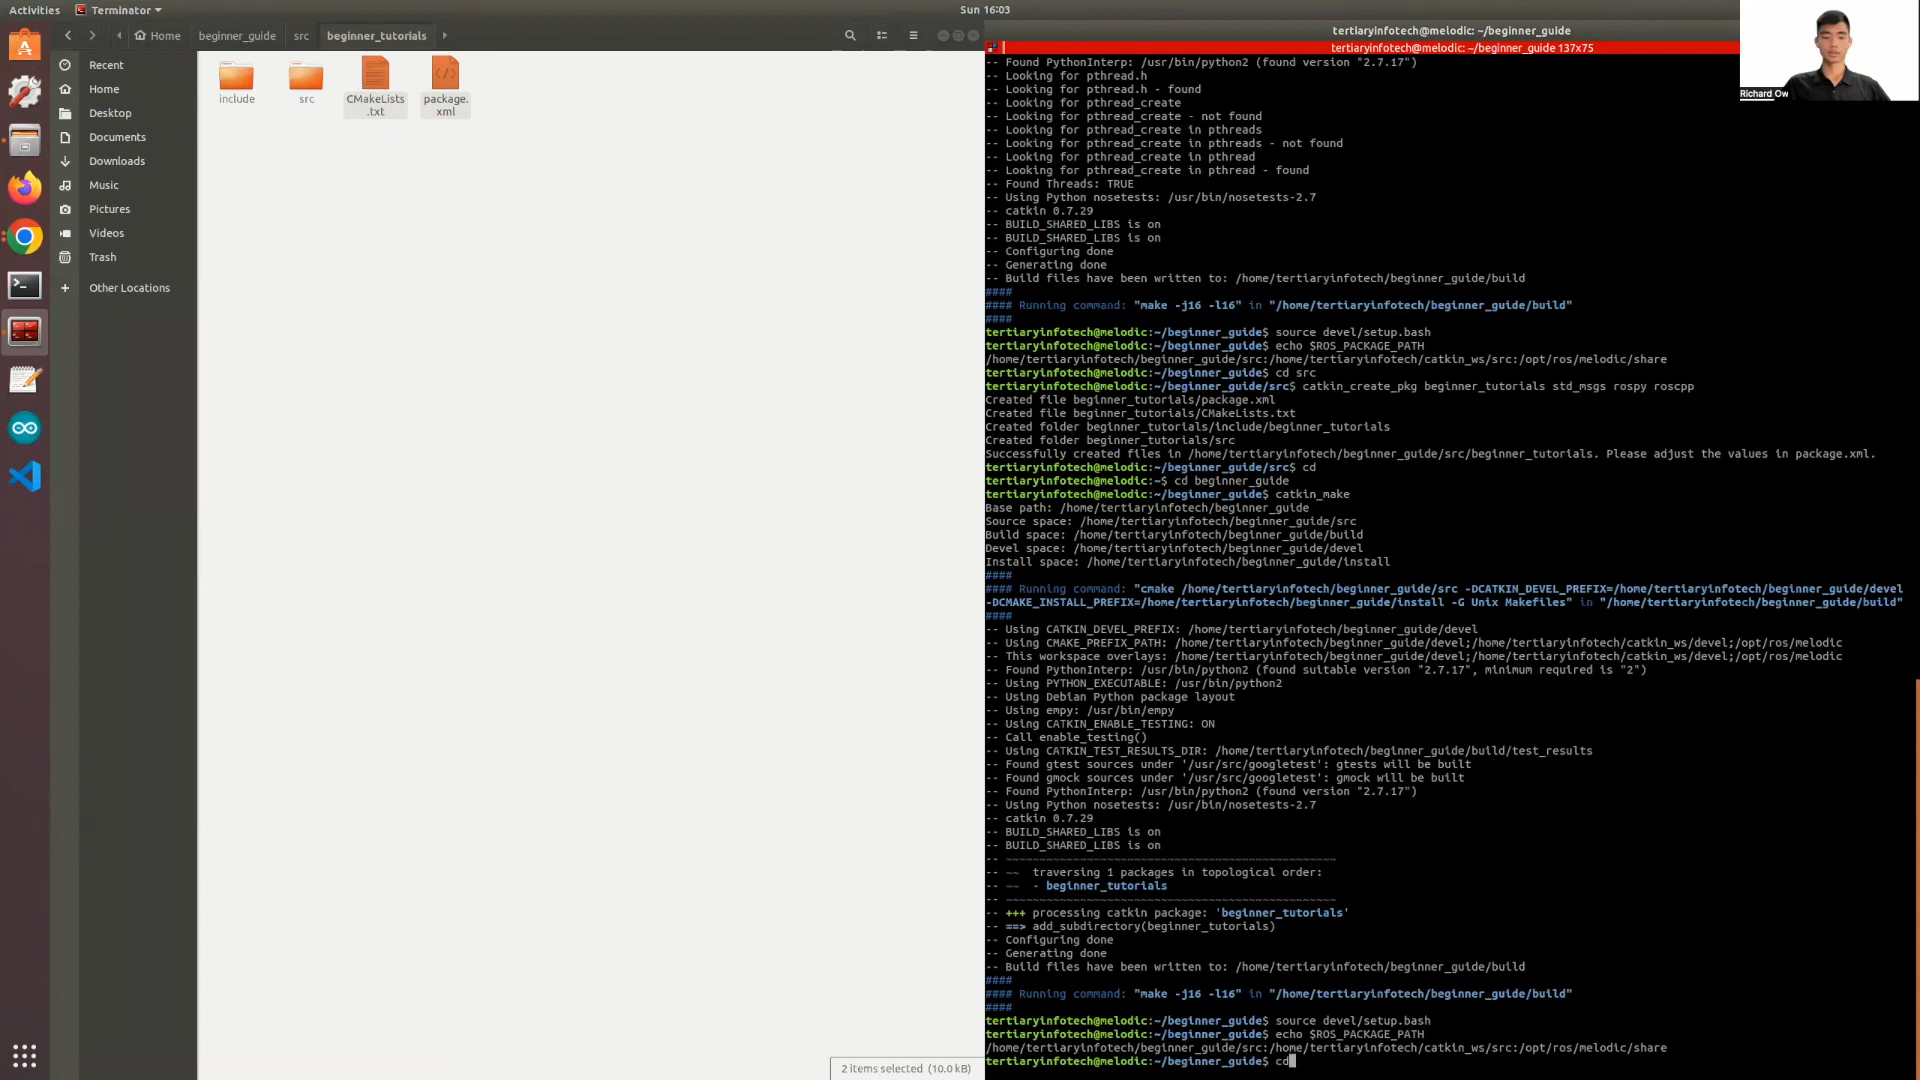 Activities
Terminator
Sun 16:03
Home
beginner_guide
src
beginner_tutorials
Recent
Home
Desktop
Documents
Downloads
Music
Pictures
Videos
Trash
Other Locations
include
src
CMakeLists
.txt
package.
xml
2 items selected (10.0 kB)
tertiaryinfotech@melodic: ~/beginner_guide
tertiaryinfotech@melodic: ~/beginner_guide 137x75
-- Found PythonInterp: /usr/bin/python2 (found version "2.7.17")
-- Looking for pthread.h
-- Looking for pthread.h - found
-- Looking for pthread_create
-- Looking for pthread_create - not found
-- Looking for pthread_create in pthreads
-- Looking for pthread_create in pthreads - not found
-- Looking for pthread_create in pthread
-- Looking for pthread_create in pthread - found
-- Found Threads: TRUE
-- Using Python nosetests: /usr/bin/nosetests-2.7
-- catkin 0.7.29
-- BUILD_SHARED_LIBS is on
-- BUILD_SHARED_LIBS is on
-- Configuring done
-- Generating done
-- Build files have been written to: /home/tertiaryinfotech/beginner_guide/build
####
#### Running command: "make -j16 -l16" in "/home/tertiaryinfotech/beginner_guide/build"
####
tertiaryinfotech@melodic:~/beginner_guide$ source devel/setup.bash
tertiaryinfotech@melodic:~/beginner_guide$ echo $ROS_PACKAGE_PATH
/home/tertiaryinfotech/beginner_guide/src:/home/tertiaryinfotech/catkin_ws/src:/opt/ros/melodic/share
tertiaryinfotech@melodic:~/beginner_guide$ cd src
tertiaryinfotech@melodic:~/beginner_guide/src$ catkin_create_pkg beginner_tutorials std_msgs rospy roscpp
Created file beginner_tutorials/package.xml
Created file beginner_tutorials/CMakeLists.txt
Created folder beginner_tutorials/include/beginner_tutorials
Created folder beginner_tutorials/src
Successfully created files in /home/tertiaryinfotech/beginner_guide/src/beginner_tutorials. Please adjust the values in package.xml.
tertiaryinfotech@melodic:~/beginner_guide/src$ cd
tertiaryinfotech@melodic:~$ cd beginner_guide
tertiaryinfotech@melodic:~/beginner_guide$ catkin_make
Base path: /home/tertiaryinfotech/beginner_guide
Source space: /home/tertiaryinfotech/beginner_guide/src
Build space: /home/tertiaryinfotech/beginner_guide/build
Devel space: /home/tertiaryinfotech/beginner_guide/devel
Install space: /home/tertiaryinfotech/beginner_guide/install
####
#### Running command: "cmake /home/tertiaryinfotech/beginner_guide/src -DCATKIN_DEVEL_PREFIX=/home/tertiaryinfotech/beginner_guide/devel
-DCMAKE_INSTALL_PREFIX=/home/tertiaryinfotech/beginner_guide/install -G Unix Makefiles" in "/home/tertiaryinfotech/beginner_guide/build"
####
-- Using CATKIN_DEVEL_PREFIX: /home/tertiaryinfotech/beginner_guide/devel
-- Using CMAKE_PREFIX_PATH: /home/tertiaryinfotech/beginner_guide/devel;/home/tertiaryinfotech/catkin_ws/devel;/opt/ros/melodic
-- This workspace overlays: /home/tertiaryinfotech/beginner_guide/devel;/home/tertiaryinfotech/catkin_ws/devel;/opt/ros/melodic
-- Found PythonInterp: /usr/bin/python2 (found suitable version "2.7.17", minimum required is "2")
-- Using PYTHON_EXECUTABLE: /usr/bin/python2
-- Using Debian Python package layout
-- Using empy: /usr/bin/empy
-- Using CATKIN_ENABLE_TESTING: ON
-- Call enable_testing()
-- Using CATKIN_TEST_RESULTS_DIR: /home/tertiaryinfotech/beginner_guide/build/test_results
-- Found gtest sources under '/usr/src/googletest': gtests will be built
-- Found gmock sources under '/usr/src/googletest': gmock will be built
-- Found PythonInterp: /usr/bin/python2 (found version "2.7.17")
-- Using Python nosetests: /usr/bin/nosetests-2.7
-- catkin 0.7.29
-- BUILD_SHARED_LIBS is on
-- BUILD_SHARED_LIBS is on
-- ~~~~~~~~~~~~~~~~~~~~~~~~~~~~~~~~~~~~~~~~~~~~~~~~~
-- ~~  traversing 1 packages in topological order:
-- ~~  - beginner_tutorials
-- ~~~~~~~~~~~~~~~~~~~~~~~~~~~~~~~~~~~~~~~~~~~~~~~~~
-- +++ processing catkin package: 'beginner_tutorials'
-- ==> add_subdirectory(beginner_tutorials)
-- Configuring done
-- Generating done
-- Build files have been written to: /home/tertiaryinfotech/beginner_guide/build
####
#### Running command: "make -j16 -l16" in "/home/tertiaryinfotech/beginner_guide/build"
####
tertiaryinfotech@melodic:~/beginner_guide$ source devel/setup.bash
tertiaryinfotech@melodic:~/beginner_guide$ echo $ROS_PACKAGE_PATH
/home/tertiaryinfotech/beginner_guide/src:/home/tertiaryinfotech/catkin_ws/src:/opt/ros/melodic/share
tertiaryinfotech@melodic:~/beginner_guide$ cd
Richard Ow